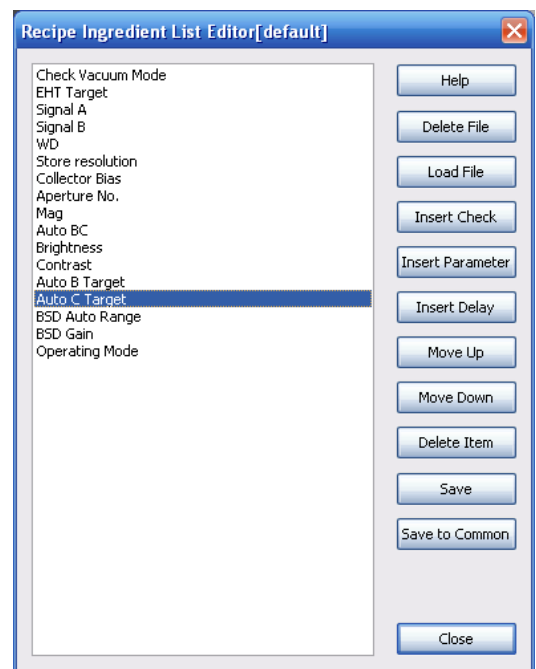 Recipe Ingredient List Editor[default]
Check Vacuum Mode
EHT Target
Signal A
Signal B
WD
Store resolution
Collector Bias
Aperture No.
Mag
Auto BC
Brightness
Contrast
Auto B Target
Auto C Target
BSD Auto Range
BSD Gain
Operating Mode
Help
Delete File
Load File
Insert Check
Insert Parameter
Insert Delay
Move Up
Move Down
Delete Item
Save
Save to Common
Close